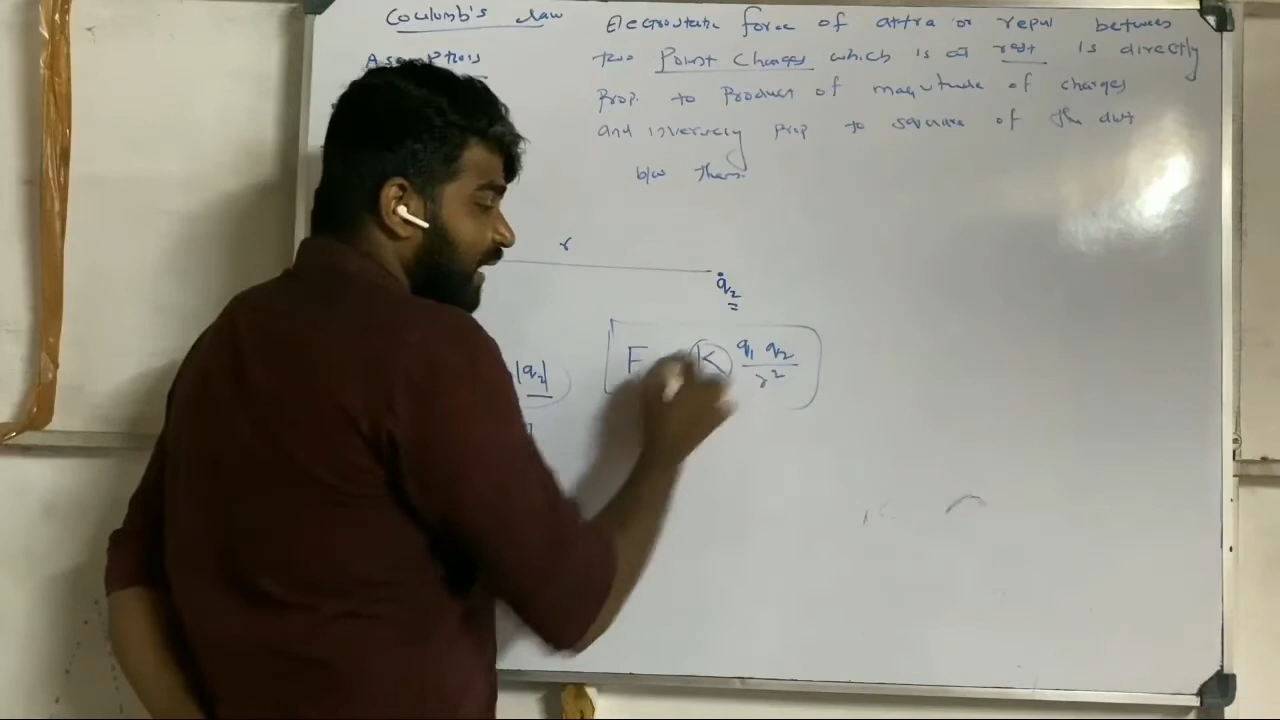 Coulomb's law
Electrostatic force of attra or repul between
two Point Charges which is at rest is directly
prop. to product of magnitude of charges
and inversely prop to square of the dist
b/w them.
r
q2
|q2|
F K q1 q2
r2